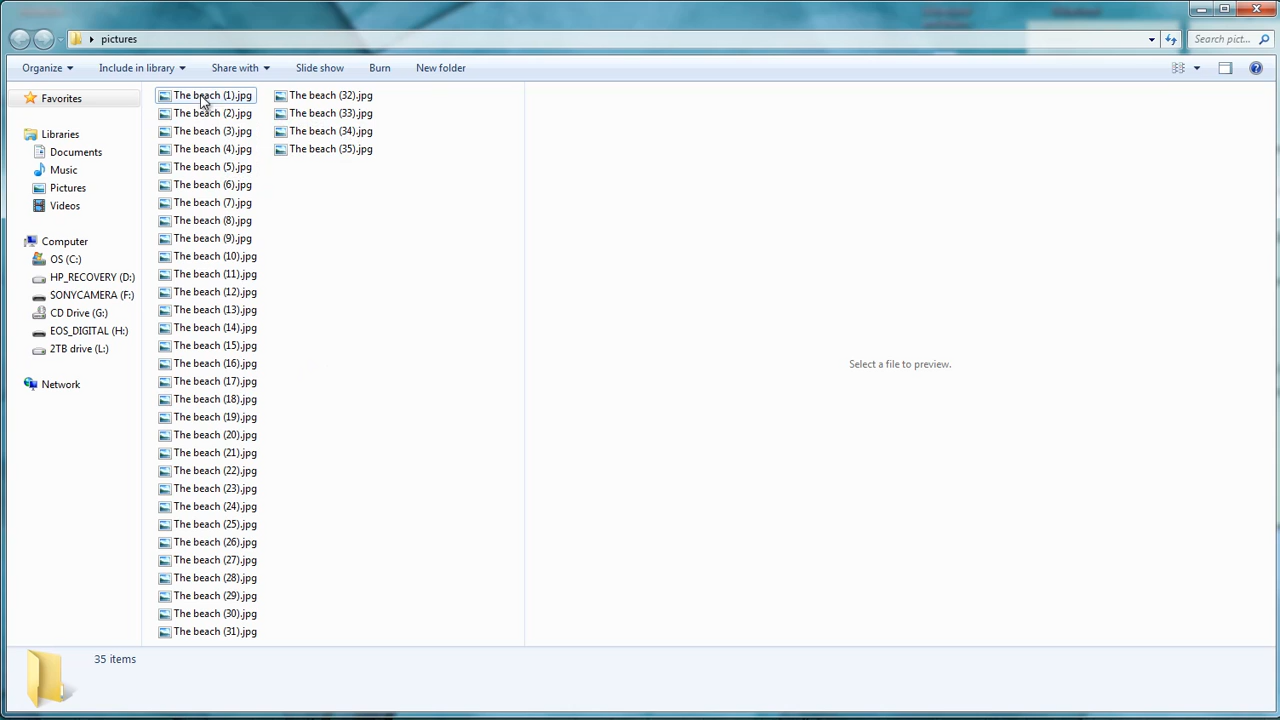 pictures
Search pict...
Organize Include in library Share with Slide show Burn New folder
Favorites
Libraries
Documents
Music
Pictures
Videos
Computer
OS (C:)
HP_RECOVERY (D:)
SONYCAMERA (F:)
CD Drive (G:)
EOS_DIGITAL (H:)
2TB drive (L:)
Network
The beach (1).jpg
The beach (2).jpg
The beach (3).jpg
The beach (4).jpg
The beach (5).jpg
The beach (6).jpg
The beach (7).jpg
The beach (8).jpg
The beach (9).jpg
The beach (10).jpg
The beach (11).jpg
The beach (12).jpg
The beach (13).jpg
The beach (14).jpg
The beach (15).jpg
The beach (16).jpg
The beach (17).jpg
The beach (18).jpg
The beach (19).jpg
The beach (20).jpg
The beach (21).jpg
The beach (22).jpg
The beach (23).jpg
The beach (24).jpg
The beach (25).jpg
The beach (26).jpg
The beach (27).jpg
The beach (28).jpg
The beach (29).jpg
The beach (30).jpg
The beach (31).jpg
The beach (32).jpg
The beach (33).jpg
The beach (34).jpg
The beach (35).jpg
Select a file to preview.
35 items